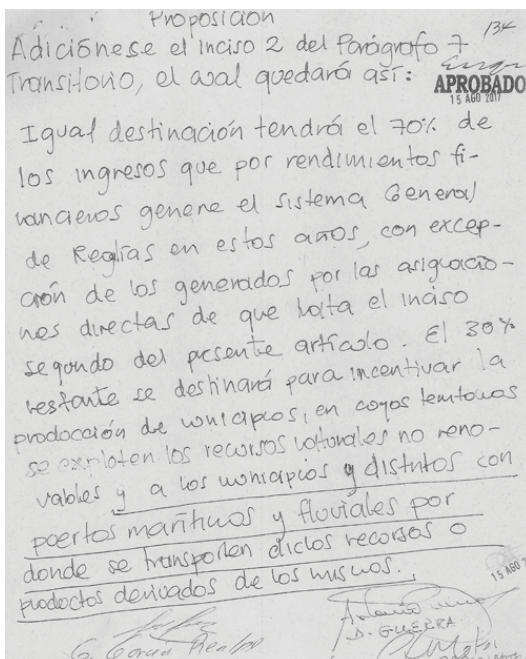 Proposición
134
Adiciónese el inciso 2 del Parágrafo 7
Transitorio, el cual quedará así:
APROBADO
15 AGO 2017
Igual destinación tendrá el 70% de
los ingresos que por rendimientos fi-
nancieros genere el Sistema General
de Reglías en estos años, con excep-
ción de los generados por las asignacio-
nes directas de que trata el inciso
segundo del presente artículo. El 30%
restante se destinará para incentivar la
producción de municipios, en cuyos territorios
se exploten los recursos naturales no reno-
vables y a los municipios y distritos con
puertos marítimos y fluviales por
donde se transporten dichos recursos o
productos derivados de los mismos.
15 AGO
D. GUERRA
G. García